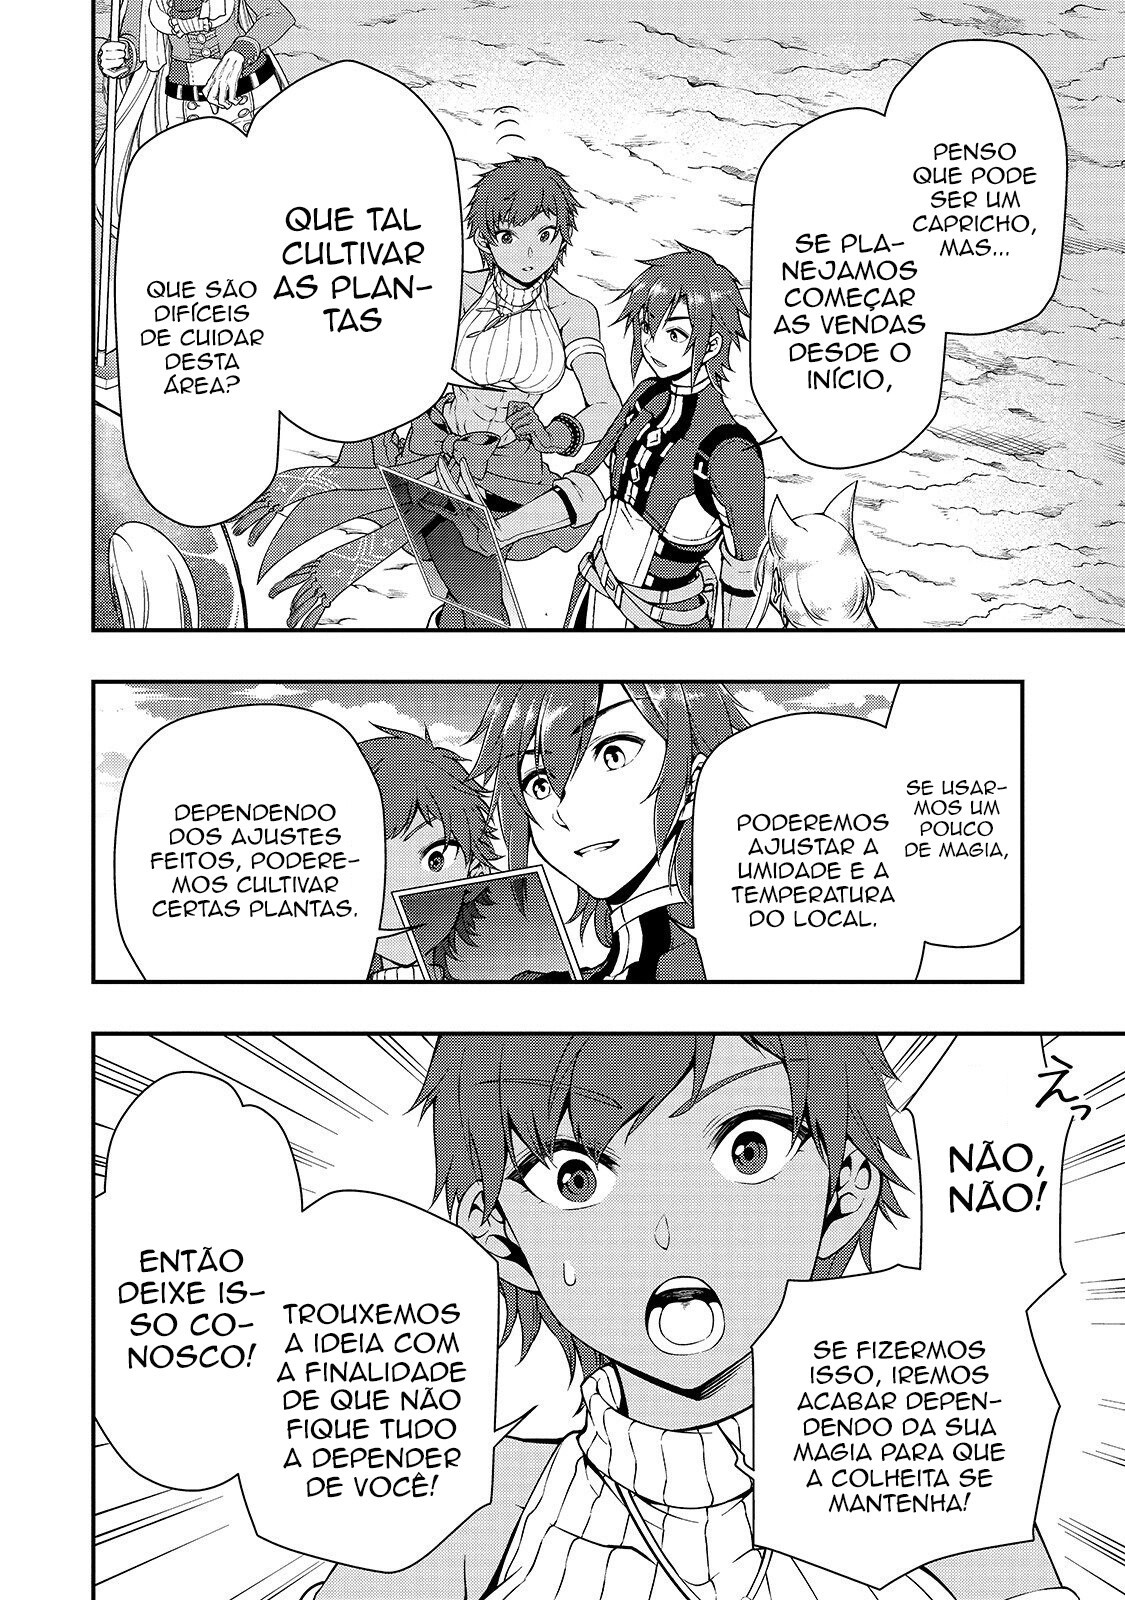 PENSO
QUE PODE
SER UM
CAPRICHO,
MAS...
SE PLA-
NEJAMOS
COMEÇAR
AS VENDAS
DESDE O
INÍCIO,
QUE TAL
CULTIVAR
AS PLAN-
TAS
QUE SÃO
DIFÍCEIS
DE CUIDAR
DESTA
ÁREA?
SE USAR-
MOS UM
POUCO
DE MAGIA,
PODEREMOS
AJUSTAR A
UMIDADE E A
TEMPERATURA
DO LOCAL.
DEPENDENDO
DOS AJUSTES
FEITOS, PODERE-
MOS CULTIVAR
CERTAS PLANTAS.
えっ
NÃO,
NÃO!
SE FIZERMOS
ISSO, IREMOS
ACABAR DEPEN-
DENDO DA SUA
MAGIA PARA QUE
A COLHEITA SE
MANTENHA!
TROUXEMOS
A IDEIA COM
A FINALIDADE
DE QUE NÃO
FIQUE TUDO
A DEPENDER
DE VOCÊ!
ENTÃO
DEIXE IS-
SO CO-
NOSCO!